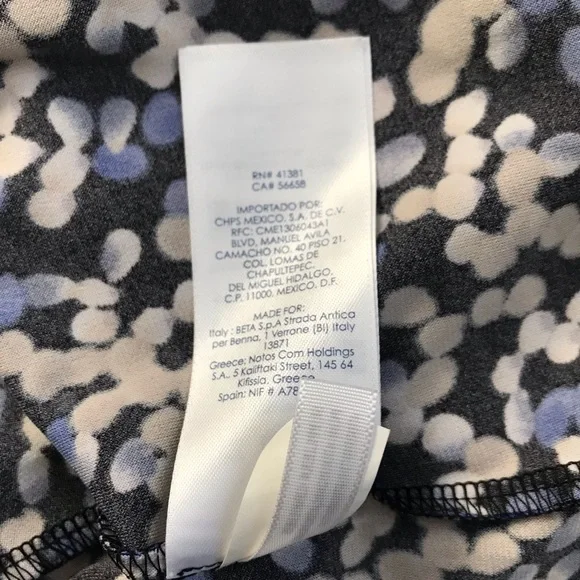 RN# 41381
CA# 56658
IMPORTADO POR:
CHPS MEXICO, S.A. DE C.V.
RFC: CME1306043A1
BLVD. MANUEL AVILA
CAMACHO NO. 40 PISO 21.
COL. LOMAS DE
CHAPULTEPEC.
DEL MIGUEL HIDALGO,
C.P. 11000. MEXICO, D.F.
MADE FOR:
Italy : BETA S.p.A Strada Antica
per Benna, 1 Verrone (BI) Italy
13871
Greece: Notos Com Holdings
S.A., 5 Kaliftaki Street, 145 64
Kifissia, Greece
Spain: NIF # A78